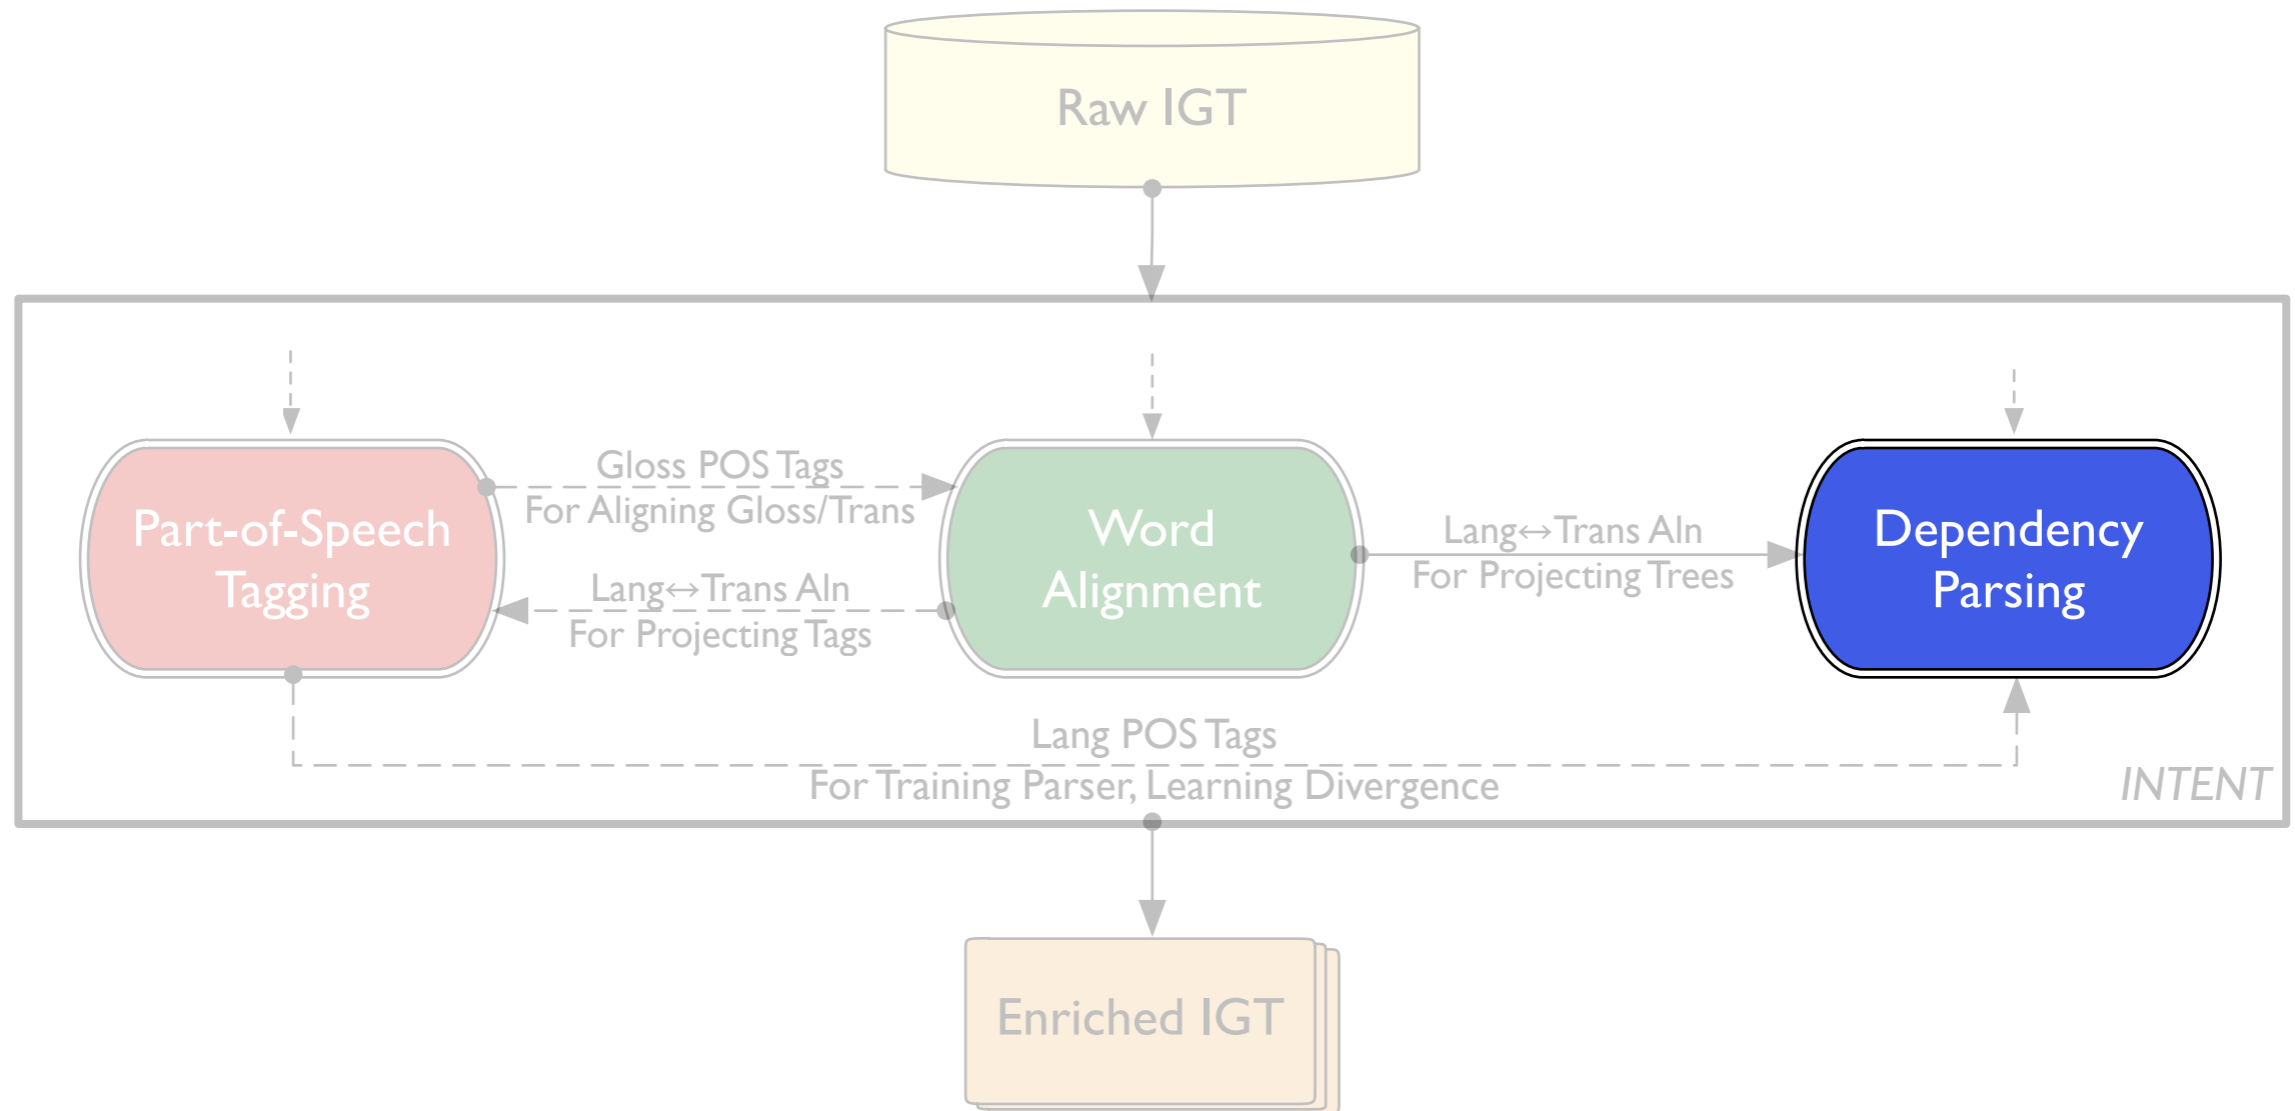 Raw IGT
Gloss POS Tags
For Aligning Gloss/Trans
Part-of-Speech
Tagging
Lang↔Trans Aln
For Projecting Tags
Word
Alignment
Lang↔Trans Aln
For Projecting Trees
Dependency
Parsing
Lang POS Tags
For Training Parser, Learning Divergence
INTENT
Enriched IGT